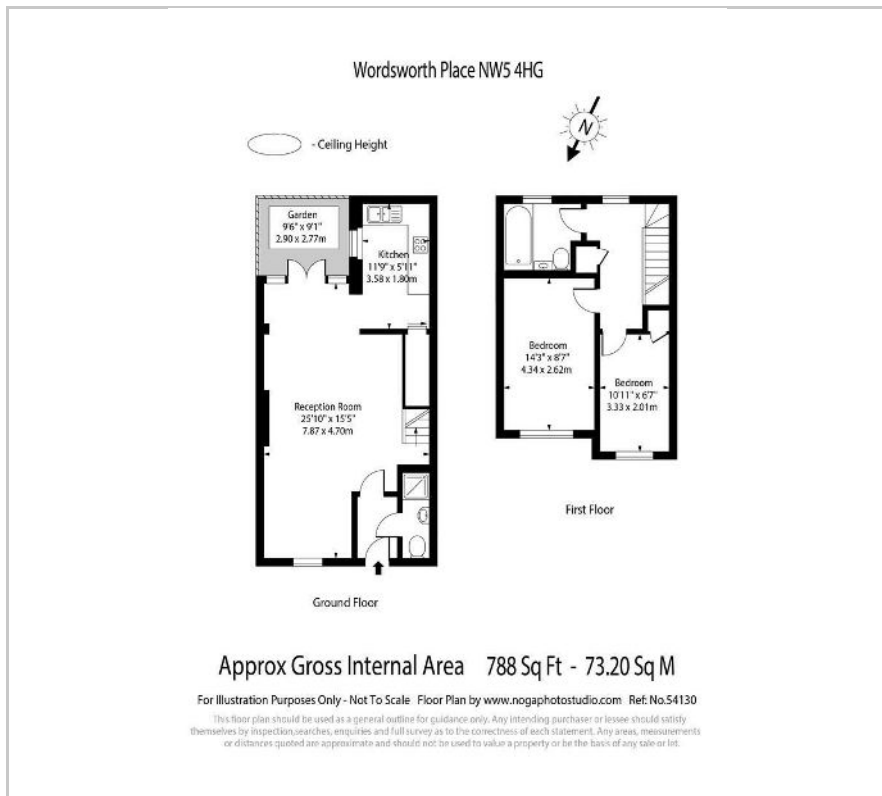 Wordsworth Place NW5 4HG
N
- Ceiling Height
Garden
9'6" x 9'1"
2.90 x 2.77m
Kitchen
11'9" x 5'11"
3.58 x 1.80m
Reception Room
25'10" x 15'5"
7.87 x 4.70m
Ground Floor
Bedroom
14'3" x 8'7"
4.34 x 2.62m
Bedroom
10'11" x 6'7"
3.33 x 2.01m
First Floor
Approx Gross Internal Area 788 Sq Ft - 73.20 Sq M
For Illustration Purposes Only - Not To Scale Floor Plan by www.nogaphotostudio.com Ref: No.54130
This floor plan should be used as a general outline for guidance only. Any intending purchaser or lessee should satisfy
themselves by inspection,searches, enquiries and full survey as to the correctness of each statement. Any areas, measurements
or distances quoted are approximate and should not be used to value a property or be the basis of any sale or let.